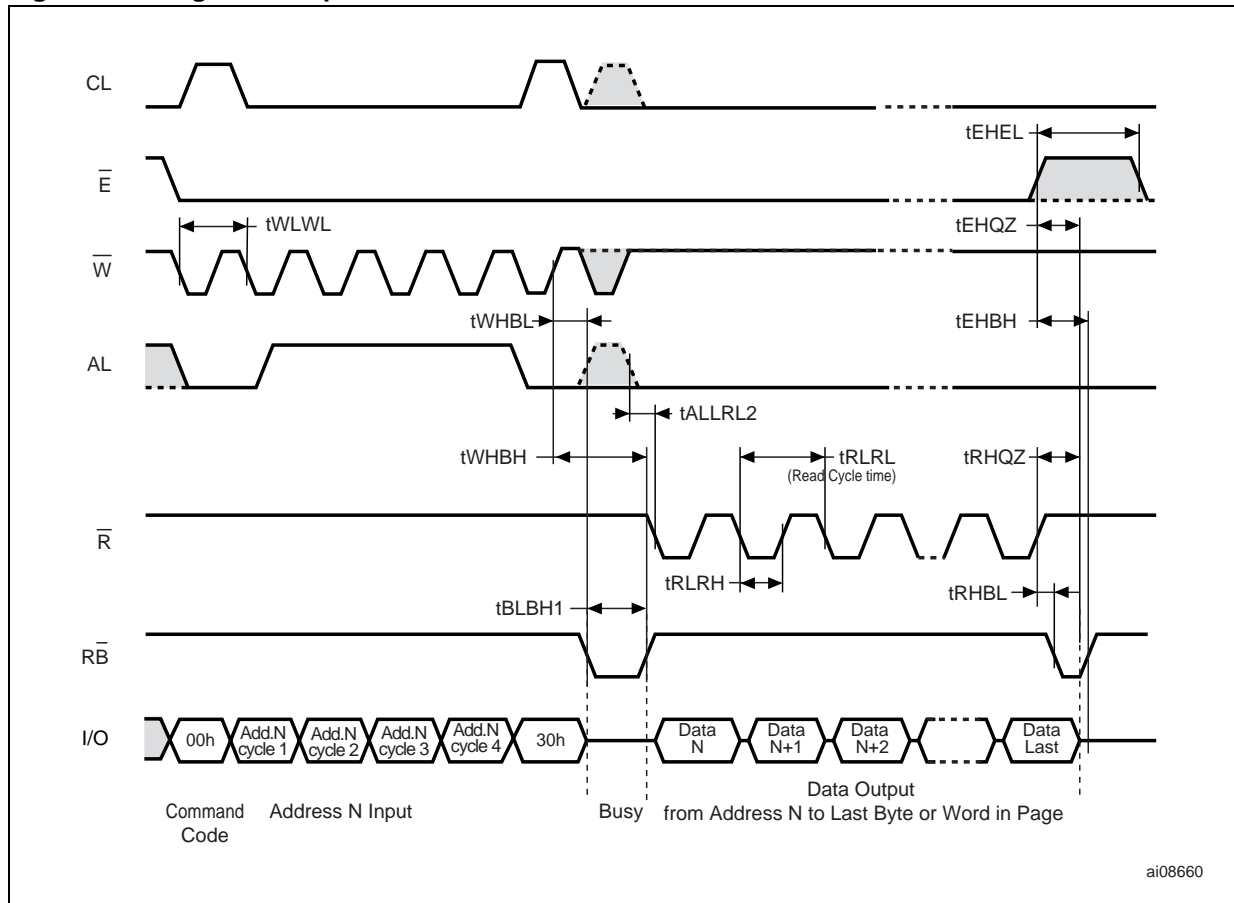 CL
tEHEL
E
tWLWL
tEHQZ
W
tWHBL
tEHBH
AL
tALLRL2
tWHBH
tRLRL
tRHQZ
(Read Cycle time)
R
tRLRH
tRHBL
tBLBH1
RB
I/O
00h
Add.N cycle 1
Add.N cycle 2
Add.N cycle 3
Add.N cycle 4
30h
Data N
Data N+1
Data N+2
Data Last
Command Code
Address N Input
Busy
Data Output
from Address N to Last Byte or Word in Page
ai08660